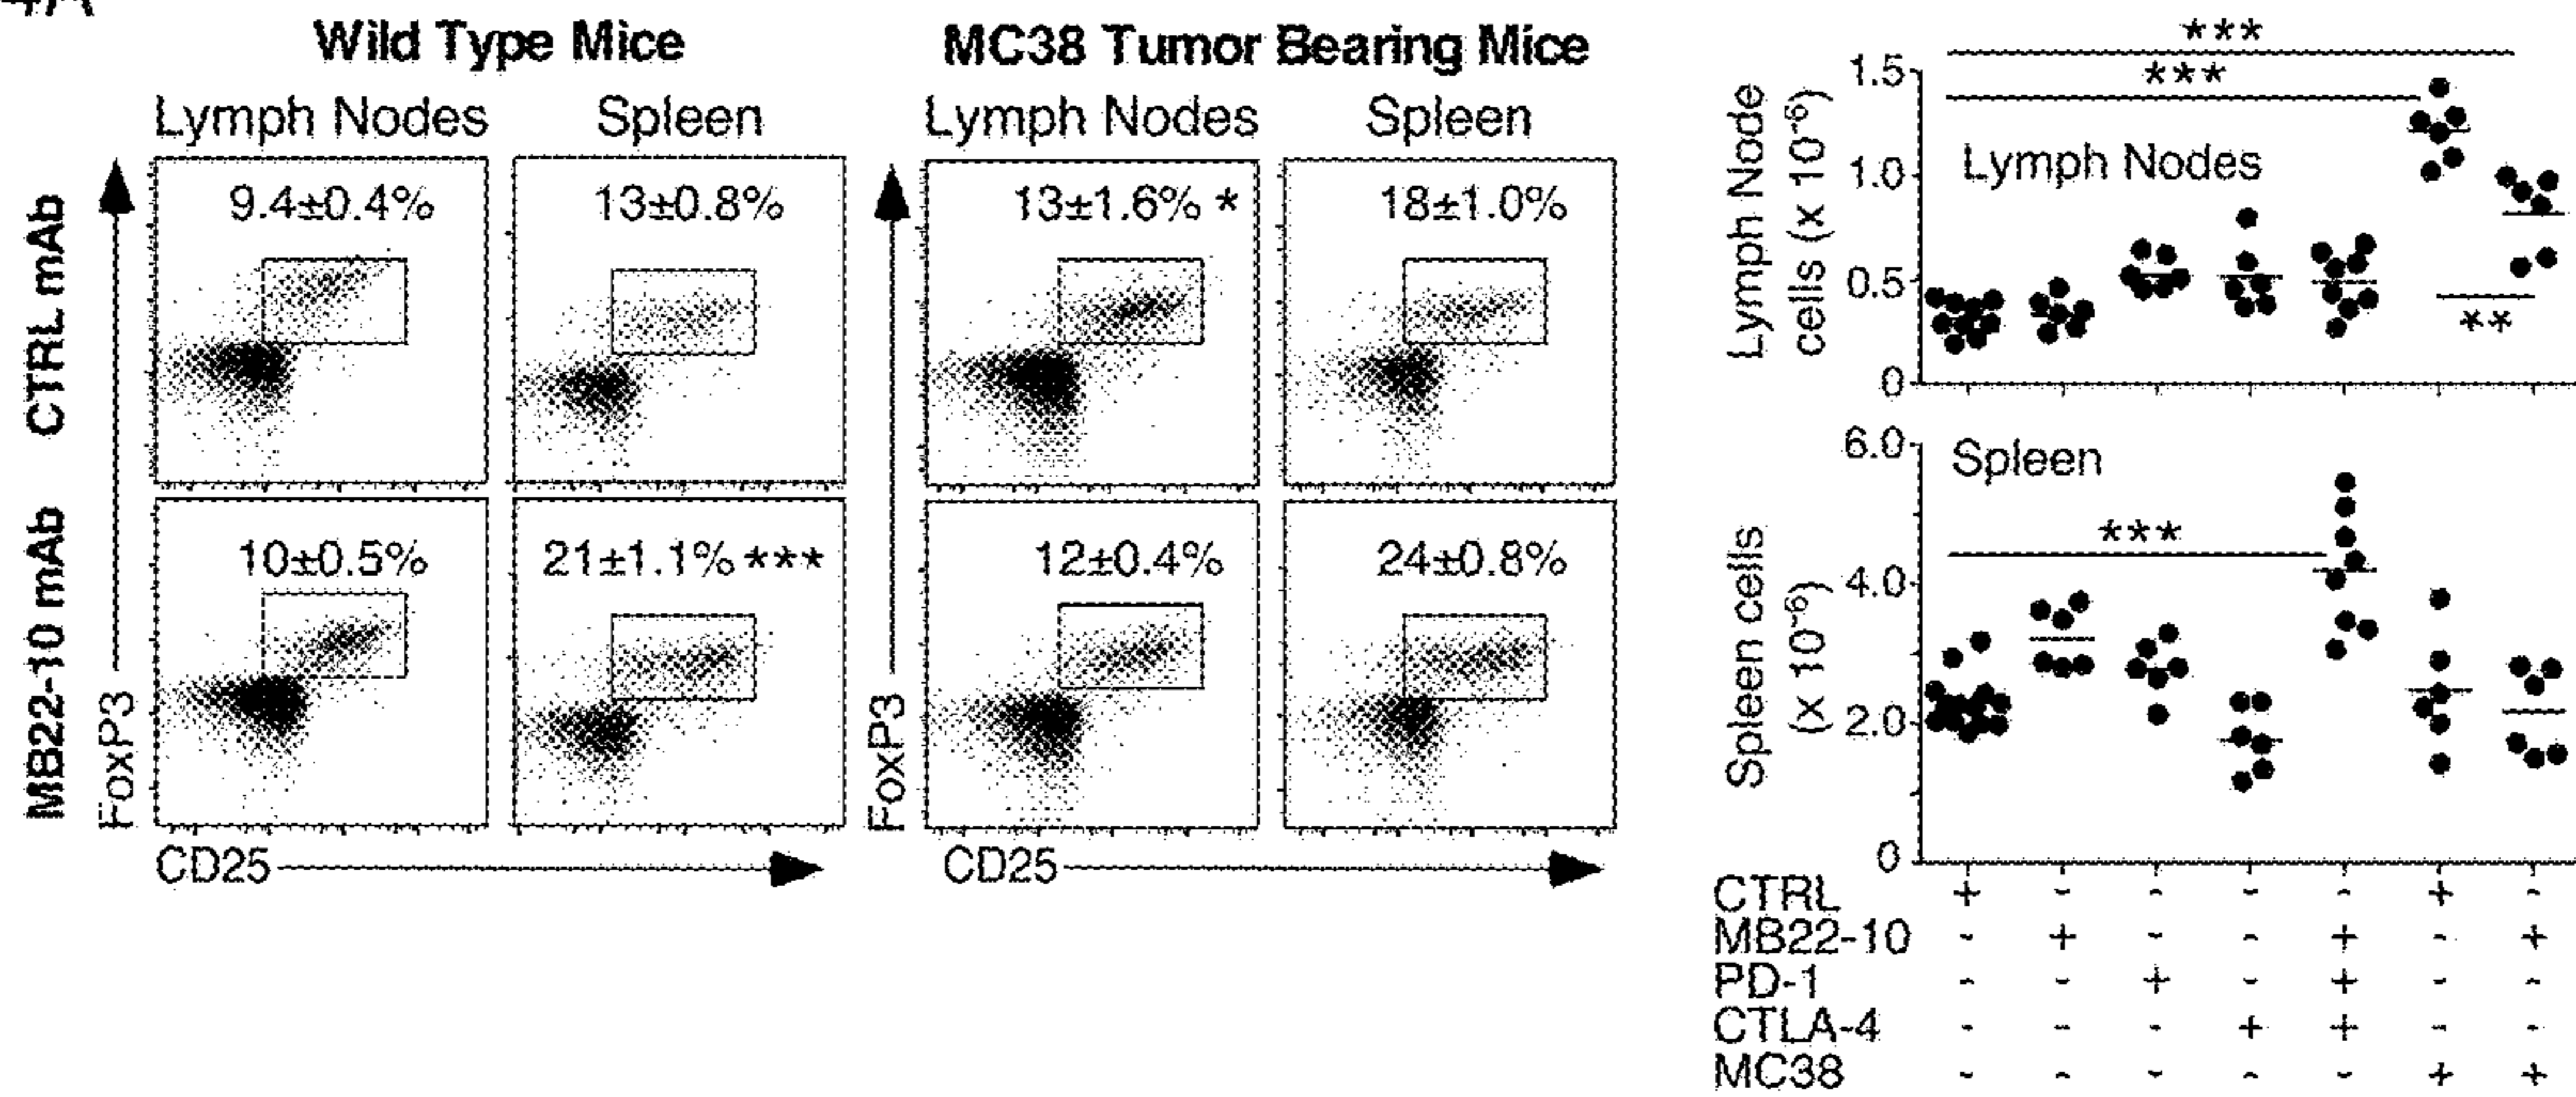 4A
Wild Type Mice
MC38 Tumor Bearing Mice
Lymph Nodes Spleen
Lymph Nodes Spleen
CTRL mAb
9.4±0.4% 13±0.8%
13±1.6% * 18±1.0%
MB22-10 mAb
10±0.5% 21±1.1% ***
12±0.4% 24±0.8%
FoxP3
FoxP3
CD25
CD25
Lymph Node
cells (x 10⁻⁶)
***
***
1.5
Lymph Nodes
1.0
0.5
**
0
Spleen cells
(x 10⁻⁶)
6.0
Spleen
***
4.0
2.0
0
CTRL + - - - - + -
MB22-10 - + - - + - +
PD-1 - - + - + - -
CTLA-4 - - - + + - -
MC38 - - - - - + +